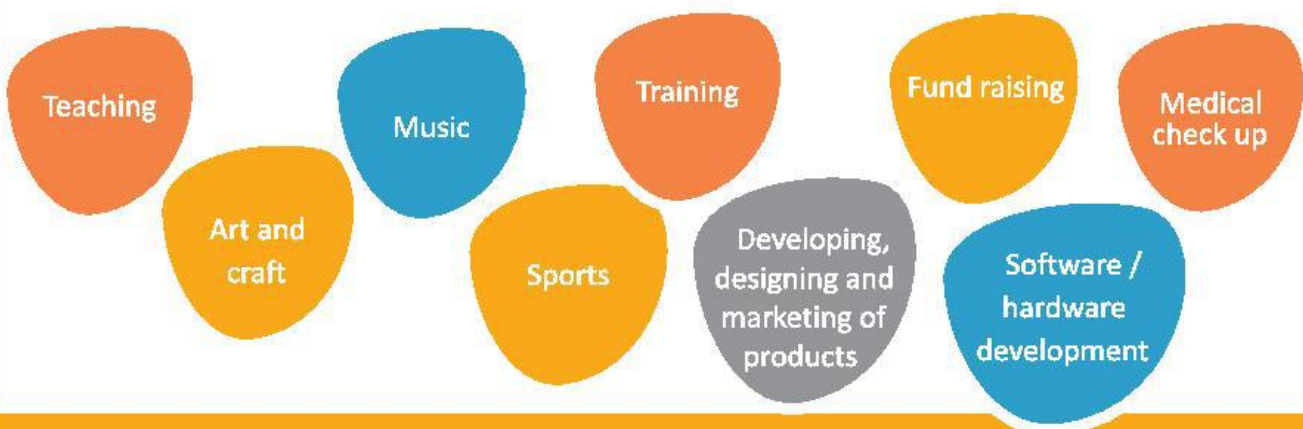 Teaching
Art and
craft
Music
Sports
Training
Developing,
designing and
marketing of
products
Fund raising
Software /
hardware
development
Medical
check up